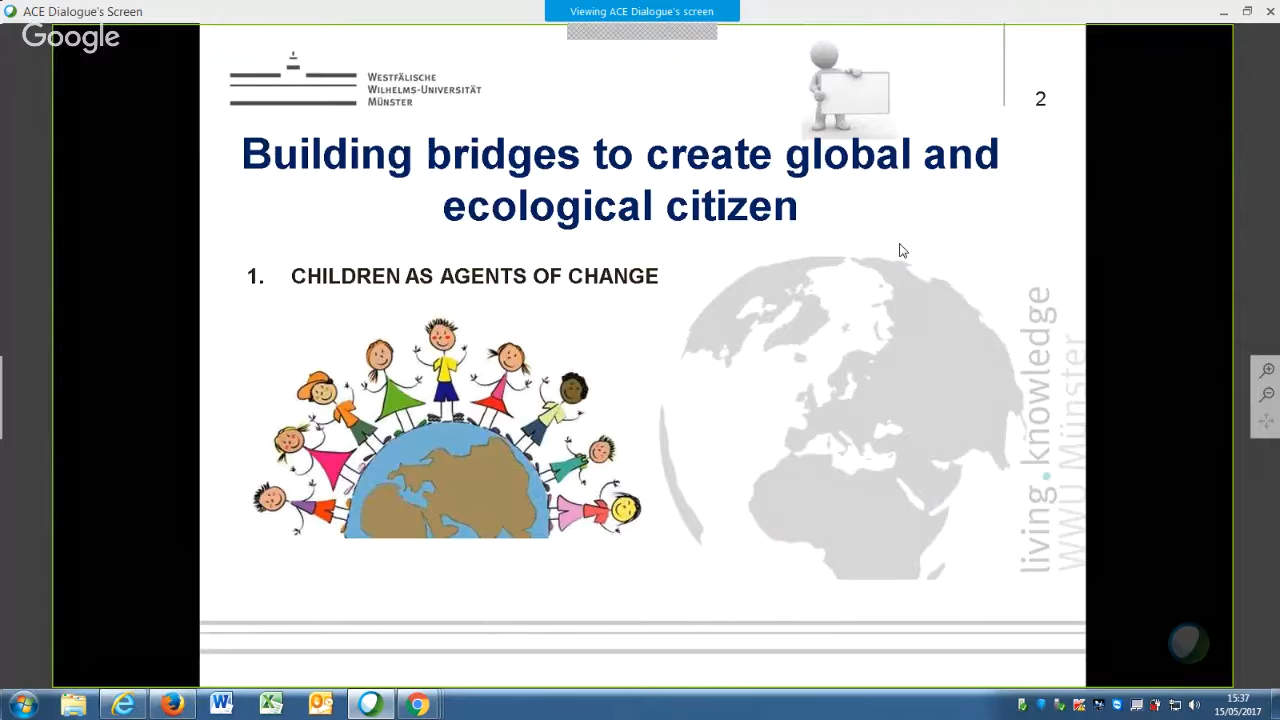 ACE Dialogue's Screen
Viewing ACE Dialogue's screen
Google
WESTFÄLISCHE
WILHELMS-UNIVERSITÄT
MÜNSTER
2
Building bridges to create global and
ecological citizen
1. CHILDREN AS AGENTS OF CHANGE
living knowledge
WWU Münster
15:37
15/05/2017